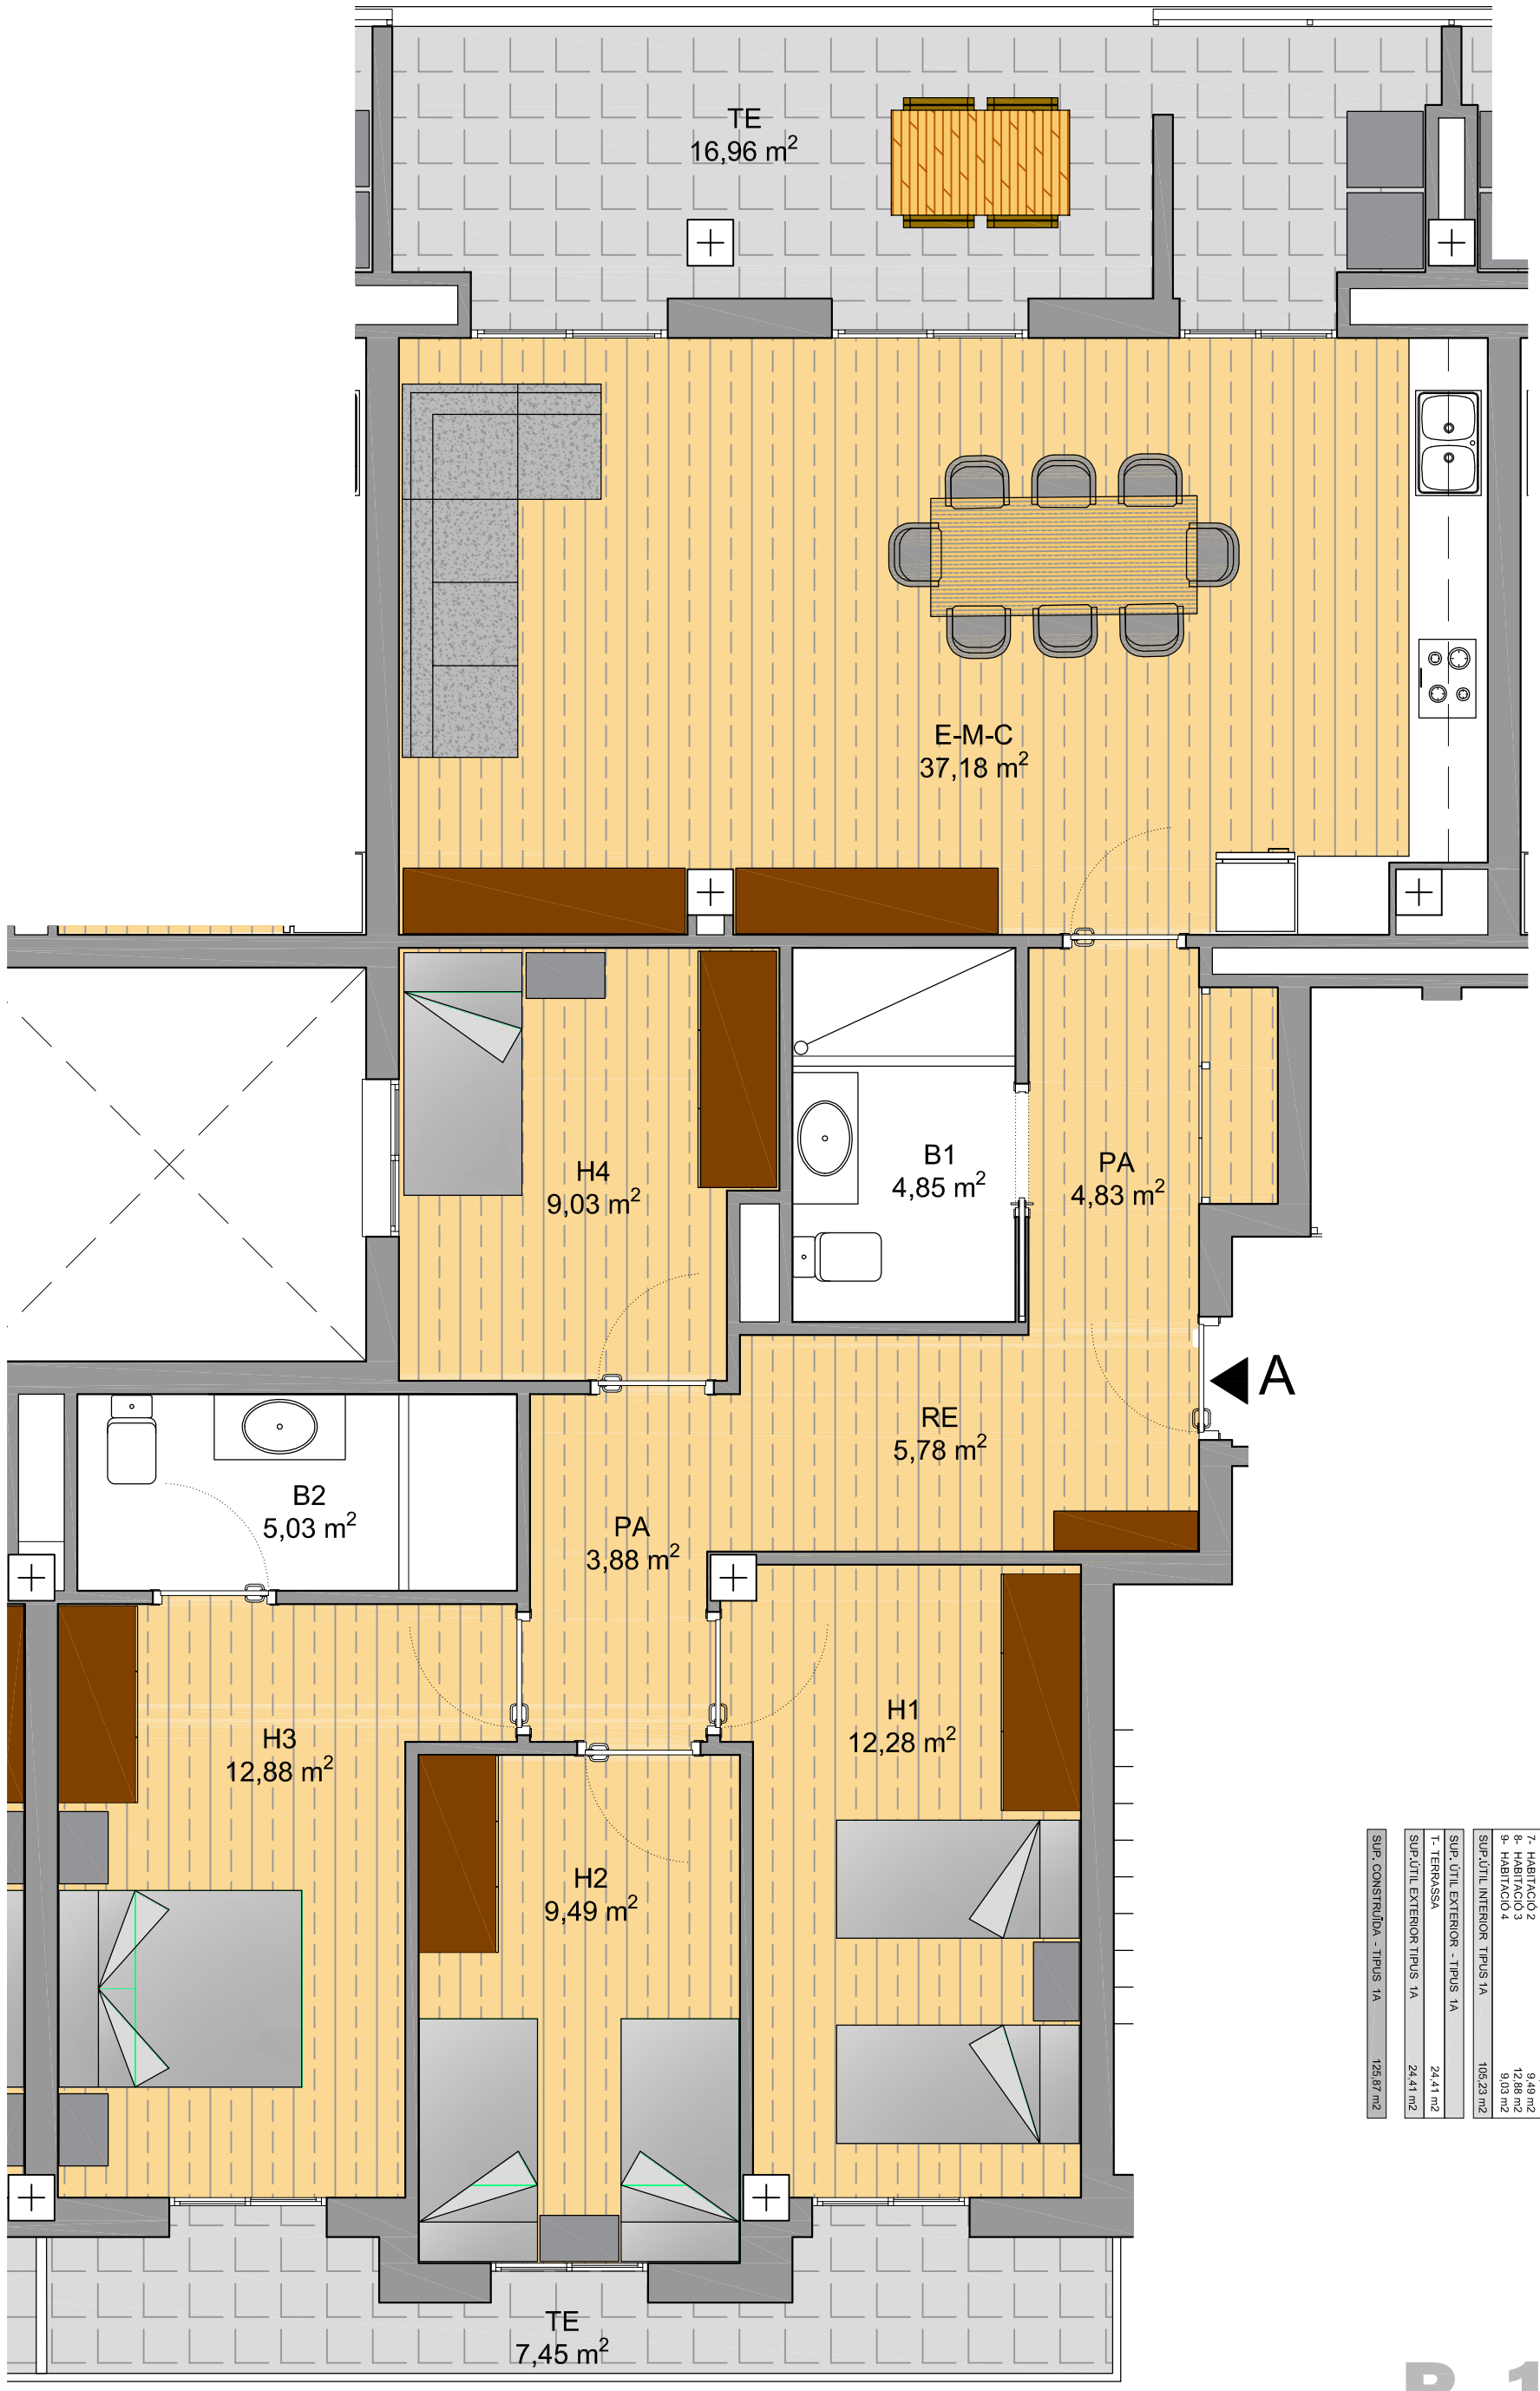 TE
16,96 m²
E-M-C
37,18 m²
H4
9,03 m²
B1
4,85 m²
PA
4,83 m²
A
RE
5,78 m²
B2
5,03 m²
PA
3,88 m²
H1
12,28 m²
H3
12,88 m²
H2
9,49 m²
TE
7,45 m²
7- HABITACIÓ 2 9,49 m2
8- HABITACIÓ 3 12,88 m2
9- HABITACIÓ 4 9,03 m2
SUP.ÚTIL INTERIOR TIPUS 1A 105,23 m2
SUP. ÚTIL EXTERIOR - TIPUS 1A
T- TERRASSA 24,41 m2
SUP.ÚTIL EXTERIOR TIPUS 1A 24,41 m2
SUP. CONSTRUÏDA - TIPUS 1A 125,87 m2